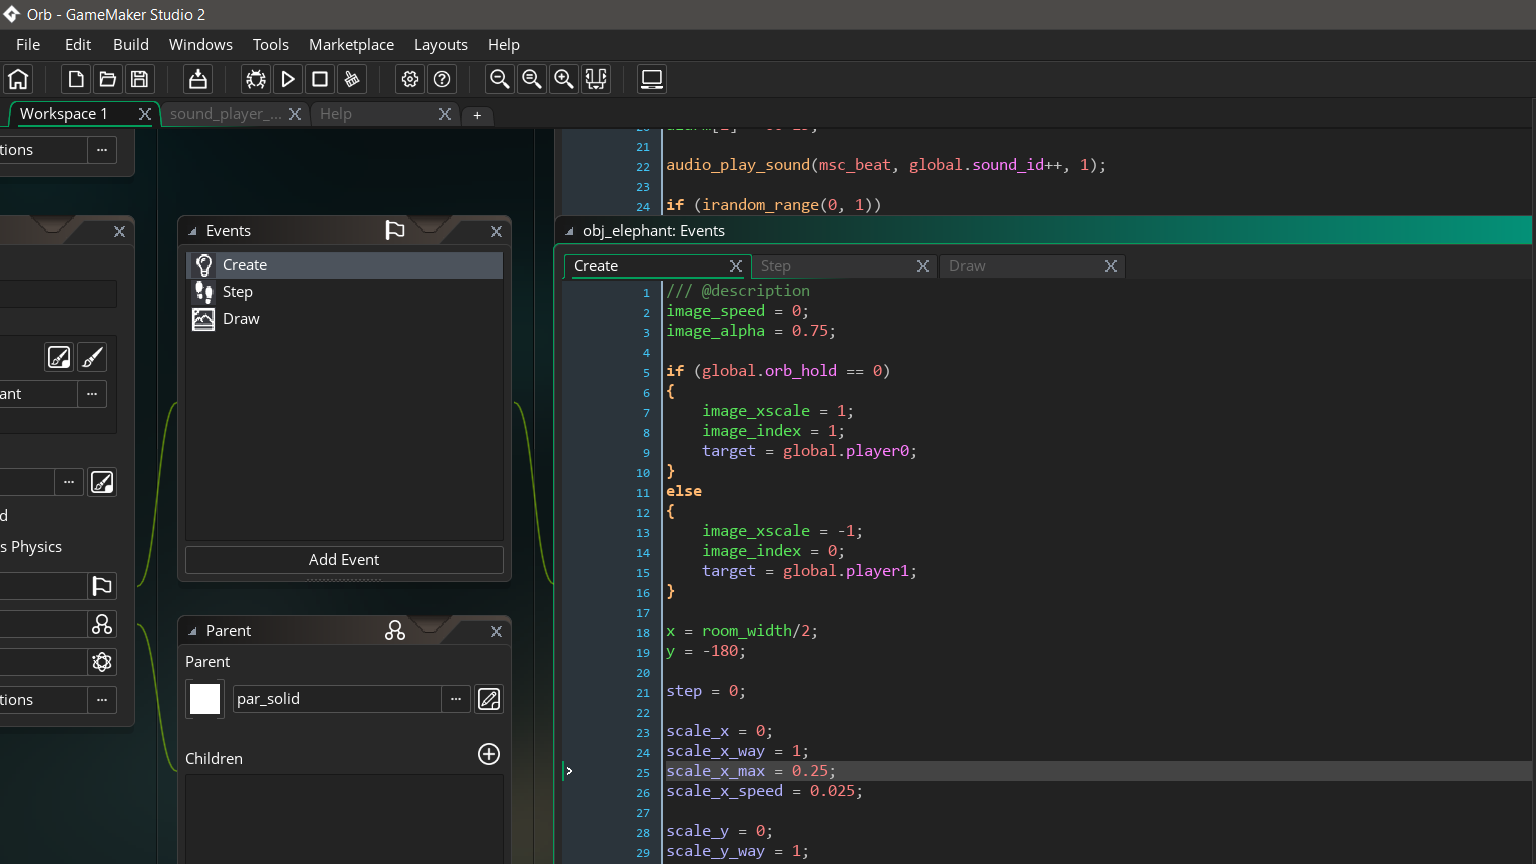 Orb - GameMaker Studio 2
File Edit Build Windows Tools Marketplace Layouts Help
Workspace 1
sound_player_...
Help
+
tions ...
ant ...
...
d
s Physics
tions ...
Events
Create
Step
Draw
Add Event
Parent
Parent
par_solid ...
Children
21
22 audio_play_sound(msc_beat, global.sound_id++, 1);
23
24 if (irandom_range(0, 1))
obj_elephant: Events
Create Step Draw
1 /// @description
2 image_speed = 0;
3 image_alpha = 0.75;
4
5 if (global.orb_hold == 0)
6 {
7 image_xscale = 1;
8 image_index = 1;
9 target = global.player0;
10 }
11 else
12 {
13 image_xscale = -1;
14 image_index = 0;
15 target = global.player1;
16 }
17
18 x = room_width/2;
19 y = -180;
20
21 step = 0;
22
23 scale_x = 0;
24 scale_x_way = 1;
25 scale_x_max = 0.25;
26 scale_x_speed = 0.025;
27
28 scale_y = 0;
29 scale_y_way = 1;